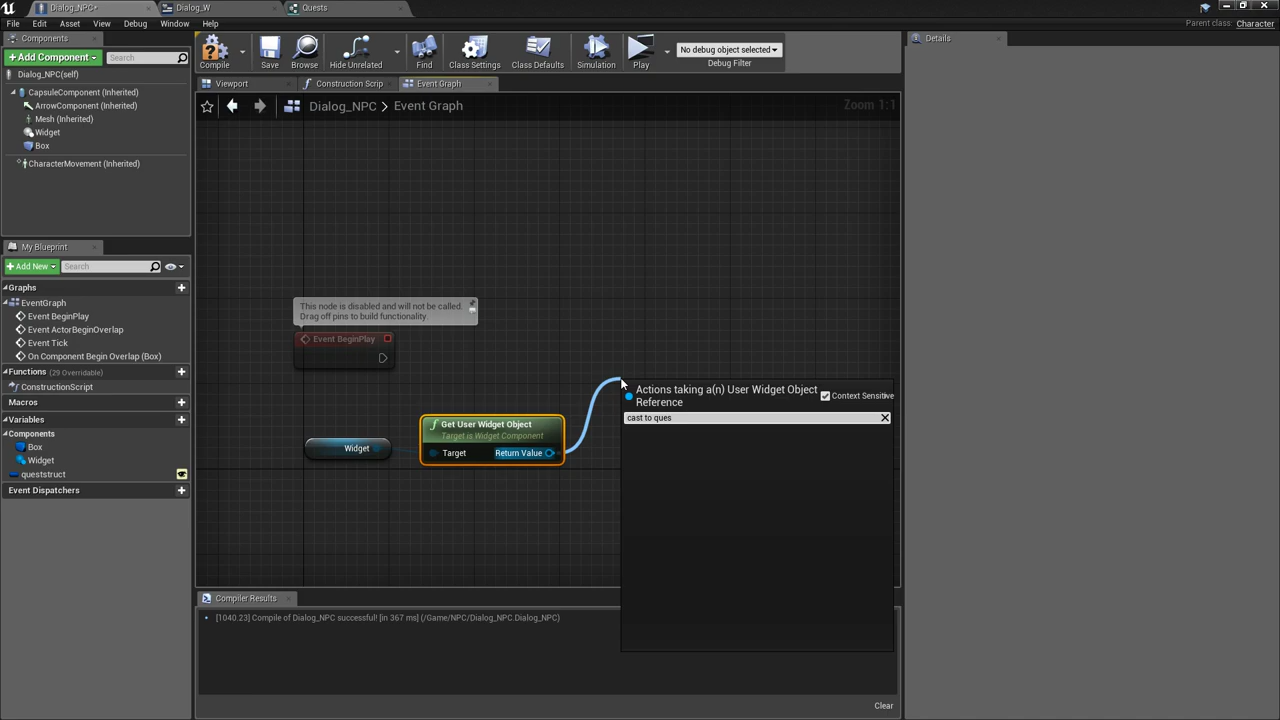 Dialog_NPC*
Dialog_W
Quests
File Edit Asset View Debug Window Help
Parent class: Character
Components
Details
+Add Component
Search
Compile
Save
Browse
Hide Unrelated
Find
Class Settings
Class Defaults
Simulation
Play
No debug object selected
Debug Filter
Dialog_NPC(self)
CapsuleComponent (Inherited)
ArrowComponent (Inherited)
Mesh (Inherited)
Widget
Box
CharacterMovement (Inherited)
Viewport
Construction Scrip
Event Graph
Dialog_NPC > Event Graph
Zoom 1:1
My Blueprint
+Add New
Search
Graphs
EventGraph
Event BeginPlay
Event ActorBeginOverlap
Event Tick
On Component Begin Overlap (Box)
Functions (29 Overridable)
ConstructionScript
Macros
Variables
Components
Box
Widget
queststruct
Event Dispatchers
This node is disabled and will not be called.
Drag off pins to build functionality.
Event BeginPlay
Widget
Get User Widget Object
Target is Widget Component
Target
Return Value
Actions taking a(n) User Widget Object
Reference
Context Sensitive
cast to ques
Compiler Results
[1040.23] Compile of Dialog_NPC successful! [in 367 ms] (/Game/NPC/Dialog_NPC.Dialog_NPC)
Clear